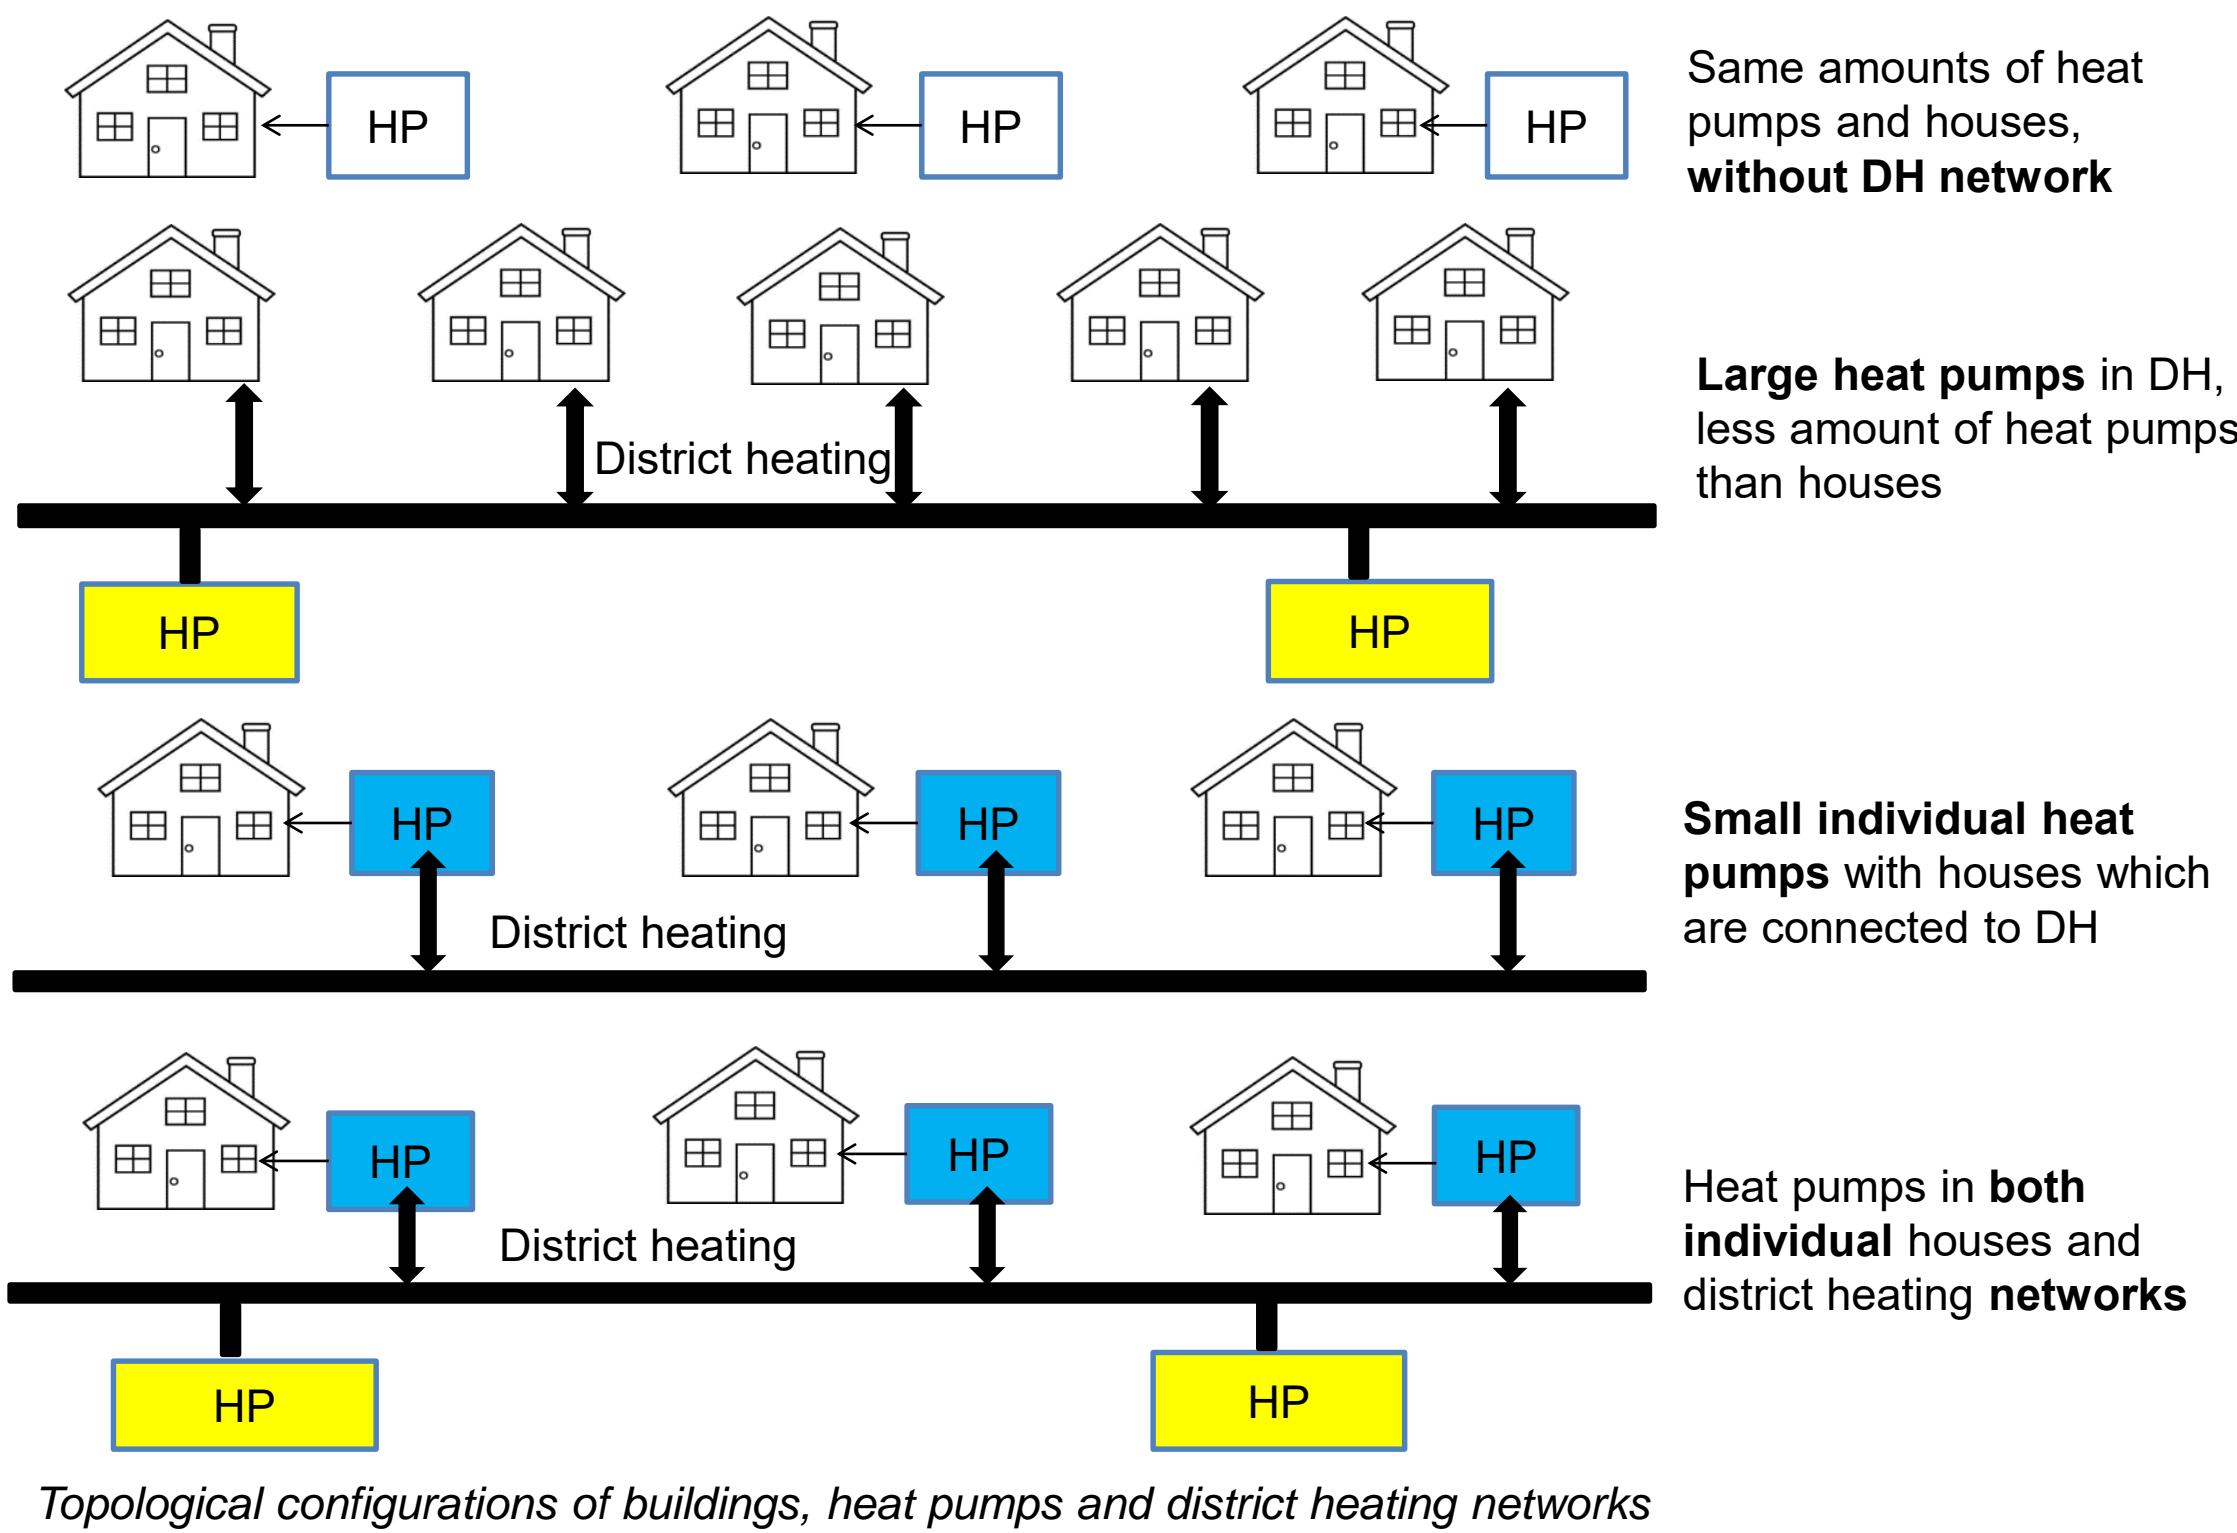 HP
HP
HP
Same amounts of heat
pumps and houses,
without DH network
District heating
Large heat pumps in DH,
less amount of heat pumps
than houses
HP
HP
HP
HP
HP
District heating
Small individual heat
pumps with houses which
are connected to DH
HP
HP
HP
District heating
Heat pumps in both
individual houses and
district heating networks
HP
HP
Topological configurations of buildings, heat pumps and district heating networks